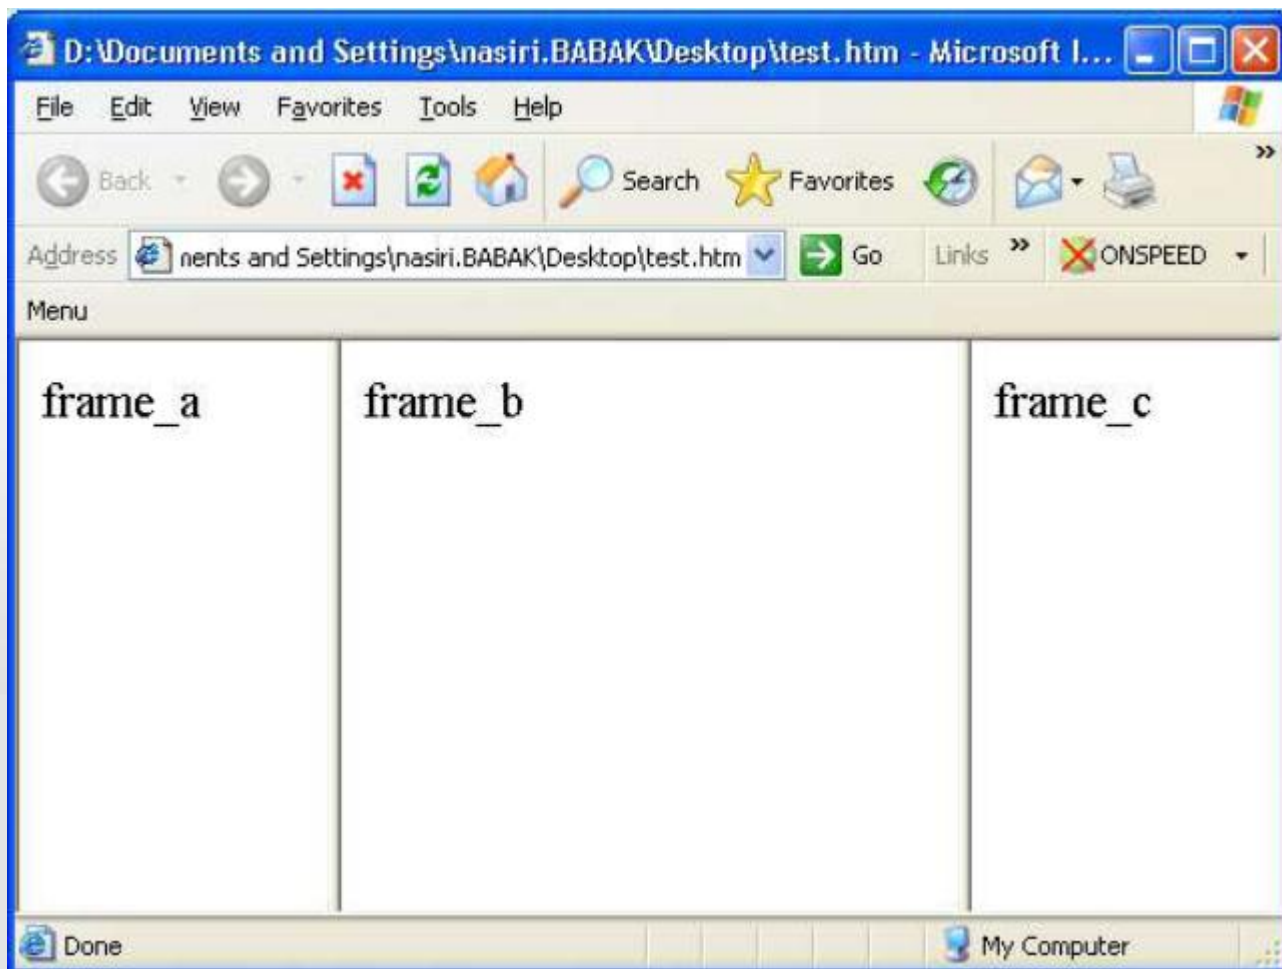 D:\Documents and Settings\nasiri.BABAK\Desktop\test.htm - Microsoft I...
File Edit View Favorites Tools Help
Back Search Favorites »
Address nents and Settings\nasiri.BABAK\Desktop\test.htm Go Links » ONSPEED
Menu
frame_a frame_b frame_c
Done My Computer